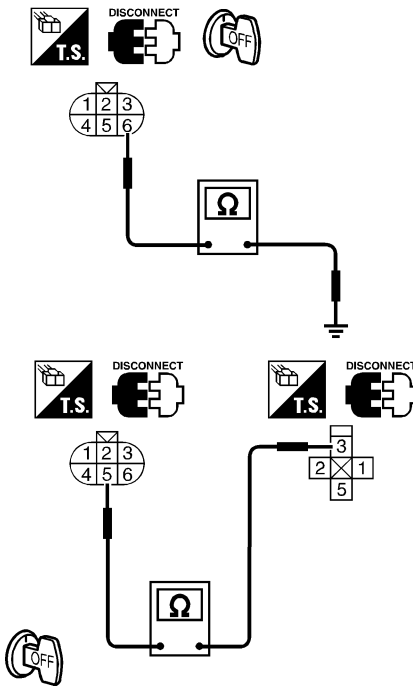 DISCONNECT
T.S.
OFF
1 2 3
4 5 6
Ω
DISCONNECT
DISCONNECT
T.S.
T.S.
1 2 3
4 5 6
3
2 1
5
Ω
OFF